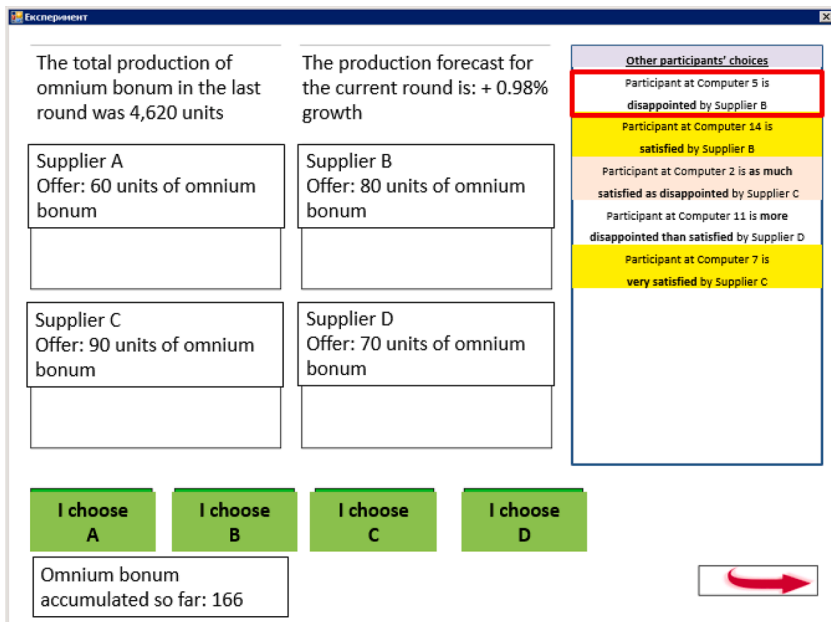 Експеримент
The total production of
omnium bonum in the last
round was 4,620 units
The production forecast for
the current round is: + 0.98%
growth
Supplier A
Offer: 60 units of omnium
bonum
Supplier B
Offer: 80 units of omnium
bonum
Supplier C
Offer: 90 units of omnium
bonum
Supplier D
Offer: 70 units of omnium
bonum
I choose
A
I choose
B
I choose
C
I choose
D
Omnium bonum
accumulated so far: 166
Other participants' choices
Participant at Computer 5 is
disappointed by Supplier B
Participant at Computer 14 is
satisfied by Supplier B
Participant at Computer 2 is as much
satisfied as disappointed by Supplier C
Participant at Computer 11 is more
disappointed than satisfied by Supplier D
Participant at Computer 7 is
very satisfied by Supplier C